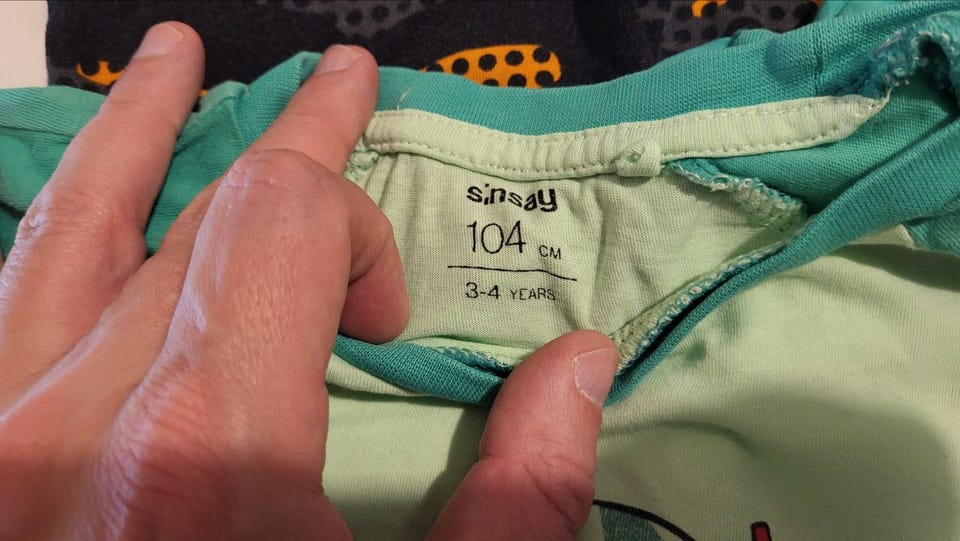 sinsay
104 CM
3-4 YEARS